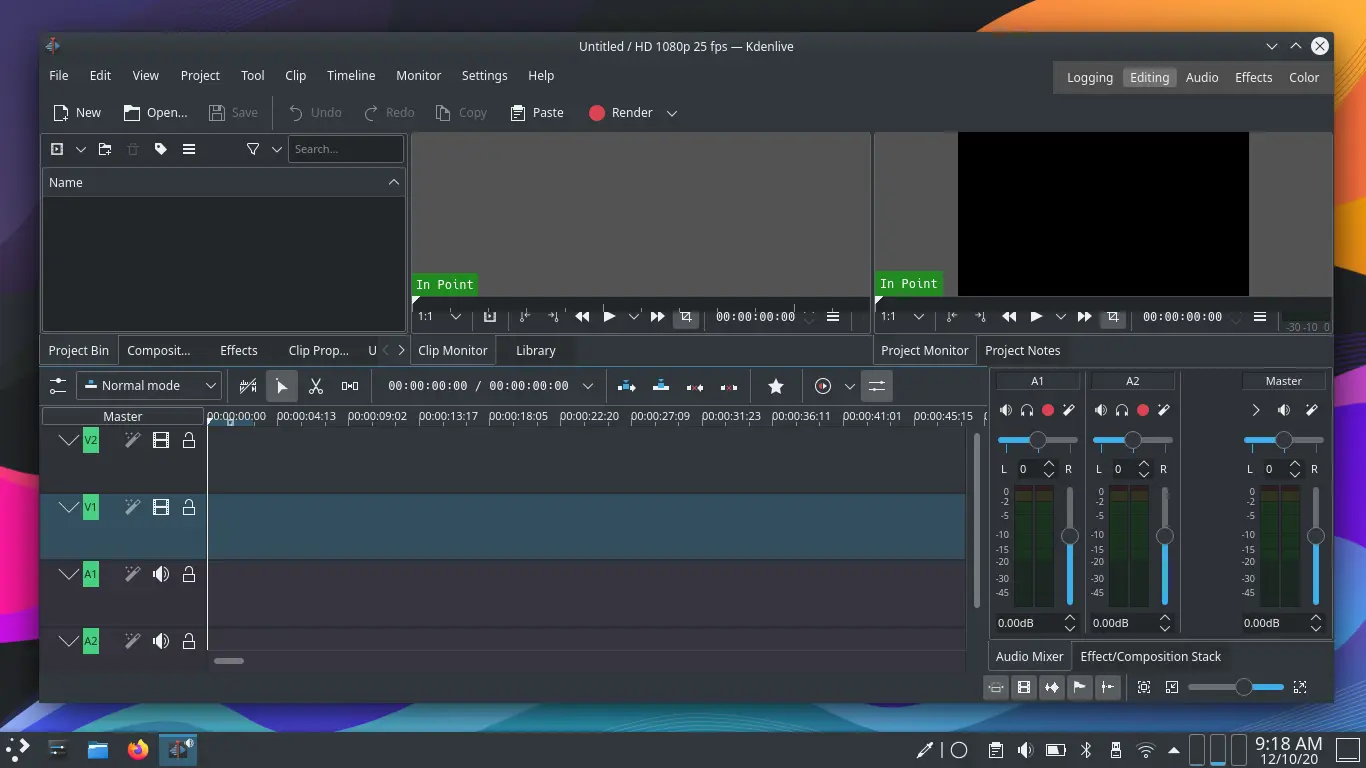 Untitled / HD 1080p 25 fps — Kdenlive
File Edit View Project Tool Clip Timeline Monitor Settings Help
Logging Editing Audio Effects Color
New Open... Save Undo Redo Copy Paste Render
Search...
Name
In Point
In Point
1:1 00:00:00:00
1:1 00:00:00:00
-30 -10 0
Project Bin Composit... Effects Clip Prop... U
Clip Monitor Library
Project Monitor Project Notes
Normal mode 00:00:00:00 / 00:00:00:00
Master 00:00:00:00 00:00:04:13 00:00:09:02 00:00:13:17 00:00:18:05 00:00:22:20 00:00:27:09 00:00:31:23 00:00:36:11 00:00:41:01 00:00:45:15
V2
V1
A1
A2
A1 A2 Master
L 0 R L 0 R L 0 R
0 0 0
-2 -2 -2
-5 -5 -5
-10 -10 -10
-15 -15 -15
-20 -20 -20
-30 -30 -30
-45 -45 -45
0.00dB 0.00dB 0.00dB
Audio Mixer Effect/Composition Stack
9:18 AM
12/10/20